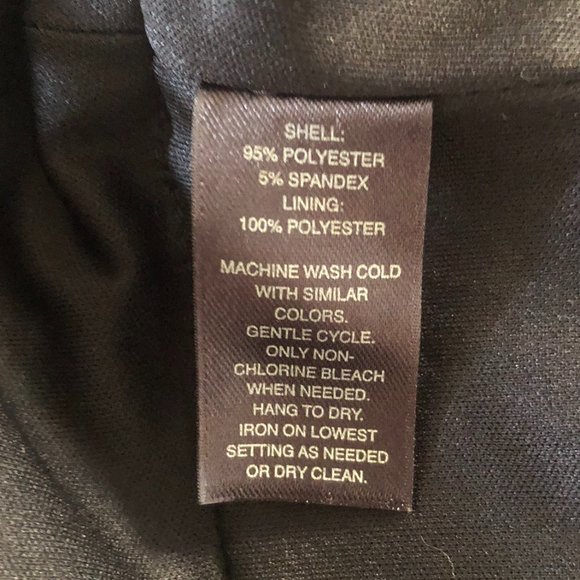 SHELL:
95% POLYESTER
5% SPANDEX
LINING:
100% POLYESTER
MACHINE WASH COLD
WITH SIMILAR
COLORS.
GENTLE CYCLE.
ONLY NON-
CHLORINE BLEACH
WHEN NEEDED.
HANG TO DRY.
IRON ON LOWEST
SETTING AS NEEDED
OR DRY CLEAN.